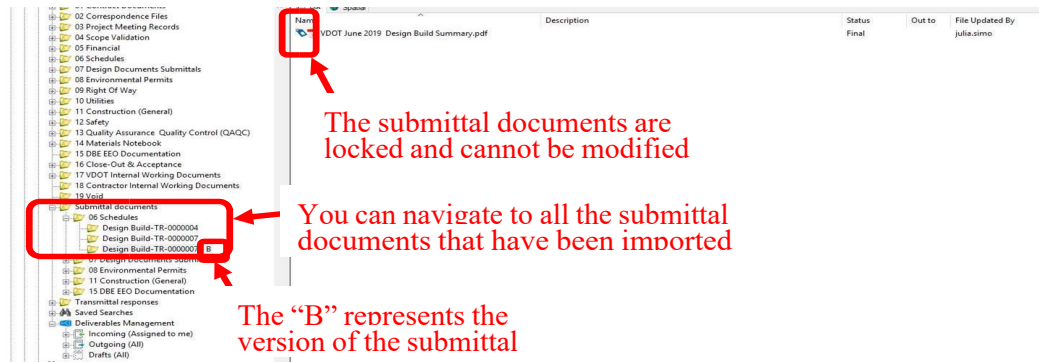 02 Correspondence Files
03 Project Meeting Records
04 Scope Validation
05 Financial
06 Schedules
07 Design Documents Submittals
08 Environmental Permits
09 Right Of Way
10 Utilities
11 Construction (General)
12 Safety
13 Quality Assurance Quality Control (QAQC)
14 Materials Notebook
15 DBE EEO Documentation
16 Close-Out & Acceptance
17 VDOT Internal Working Documents
18 Contractor Internal Working Documents
19 Void
Submittal documents
06 Schedules
Design Build-TR-0000004
Design Build-TR-0000007
Design Build-TR-0000007 B
07 Design Documents Submit
08 Environmental Permits
11 Construction (General)
15 DBE EEO Documentation
Transmittal responses
Saved Searches
Deliverables Management
Incoming (Assigned to me)
Outgoing (All)
Drafts (All)
Spatial
Name Description Status Out to File Updated By
VDOT June 2019 Design Build Summary.pdf Final julia.simo
The submittal documents are
locked and cannot be modified
You can navigate to all the submittal
documents that have been imported
The “B” represents the
version of the submittal